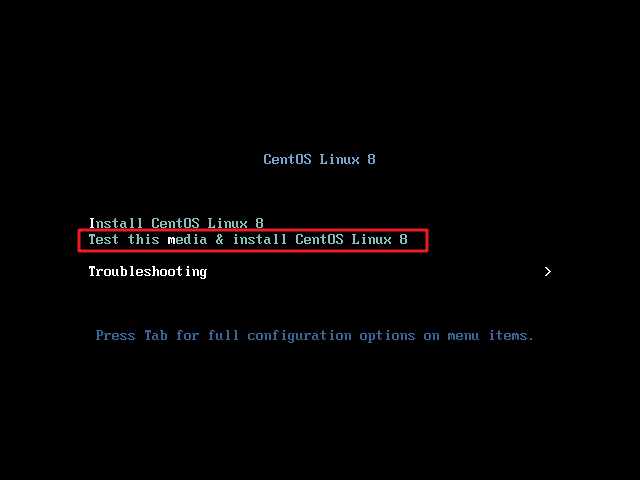 CentOS Linux 8
Install CentOS Linux 8
Test this media & install CentOS Linux 8
Troubleshooting >
Press Tab for full configuration options on menu items.